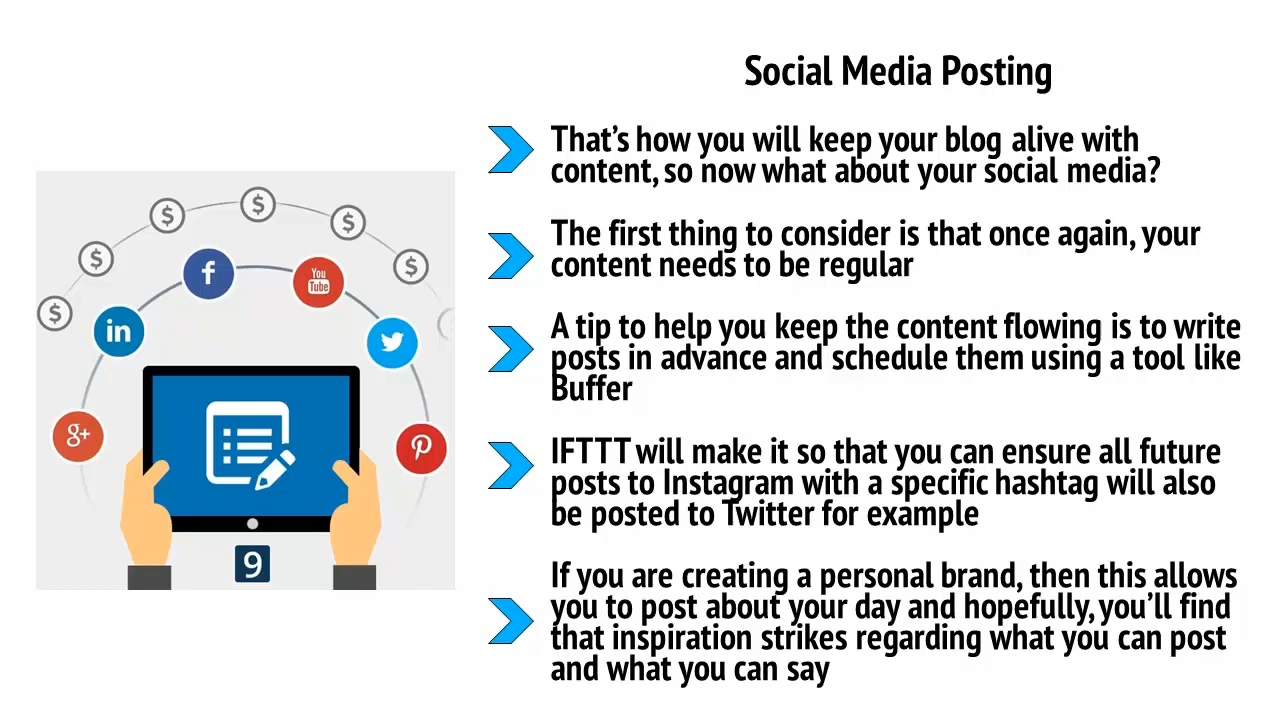 Social Media Posting
That's how you will keep your blog alive with
content, so now what about your social media?
The first thing to consider is that once again, your
content needs to be regular
A tip to help you keep the content flowing is to write
posts in advance and schedule them using a tool like
Buffer
IFTTT will make it so that you can ensure all future
posts to Instagram with a specific hashtag will also
be posted to Twitter for example
If you are creating a personal brand, then this allows
you to post about your day and hopefully, you'll find
that inspiration strikes regarding what you can post
and what you can say
$ $ $ $ $ $
f
You
Tube
in
g+
9